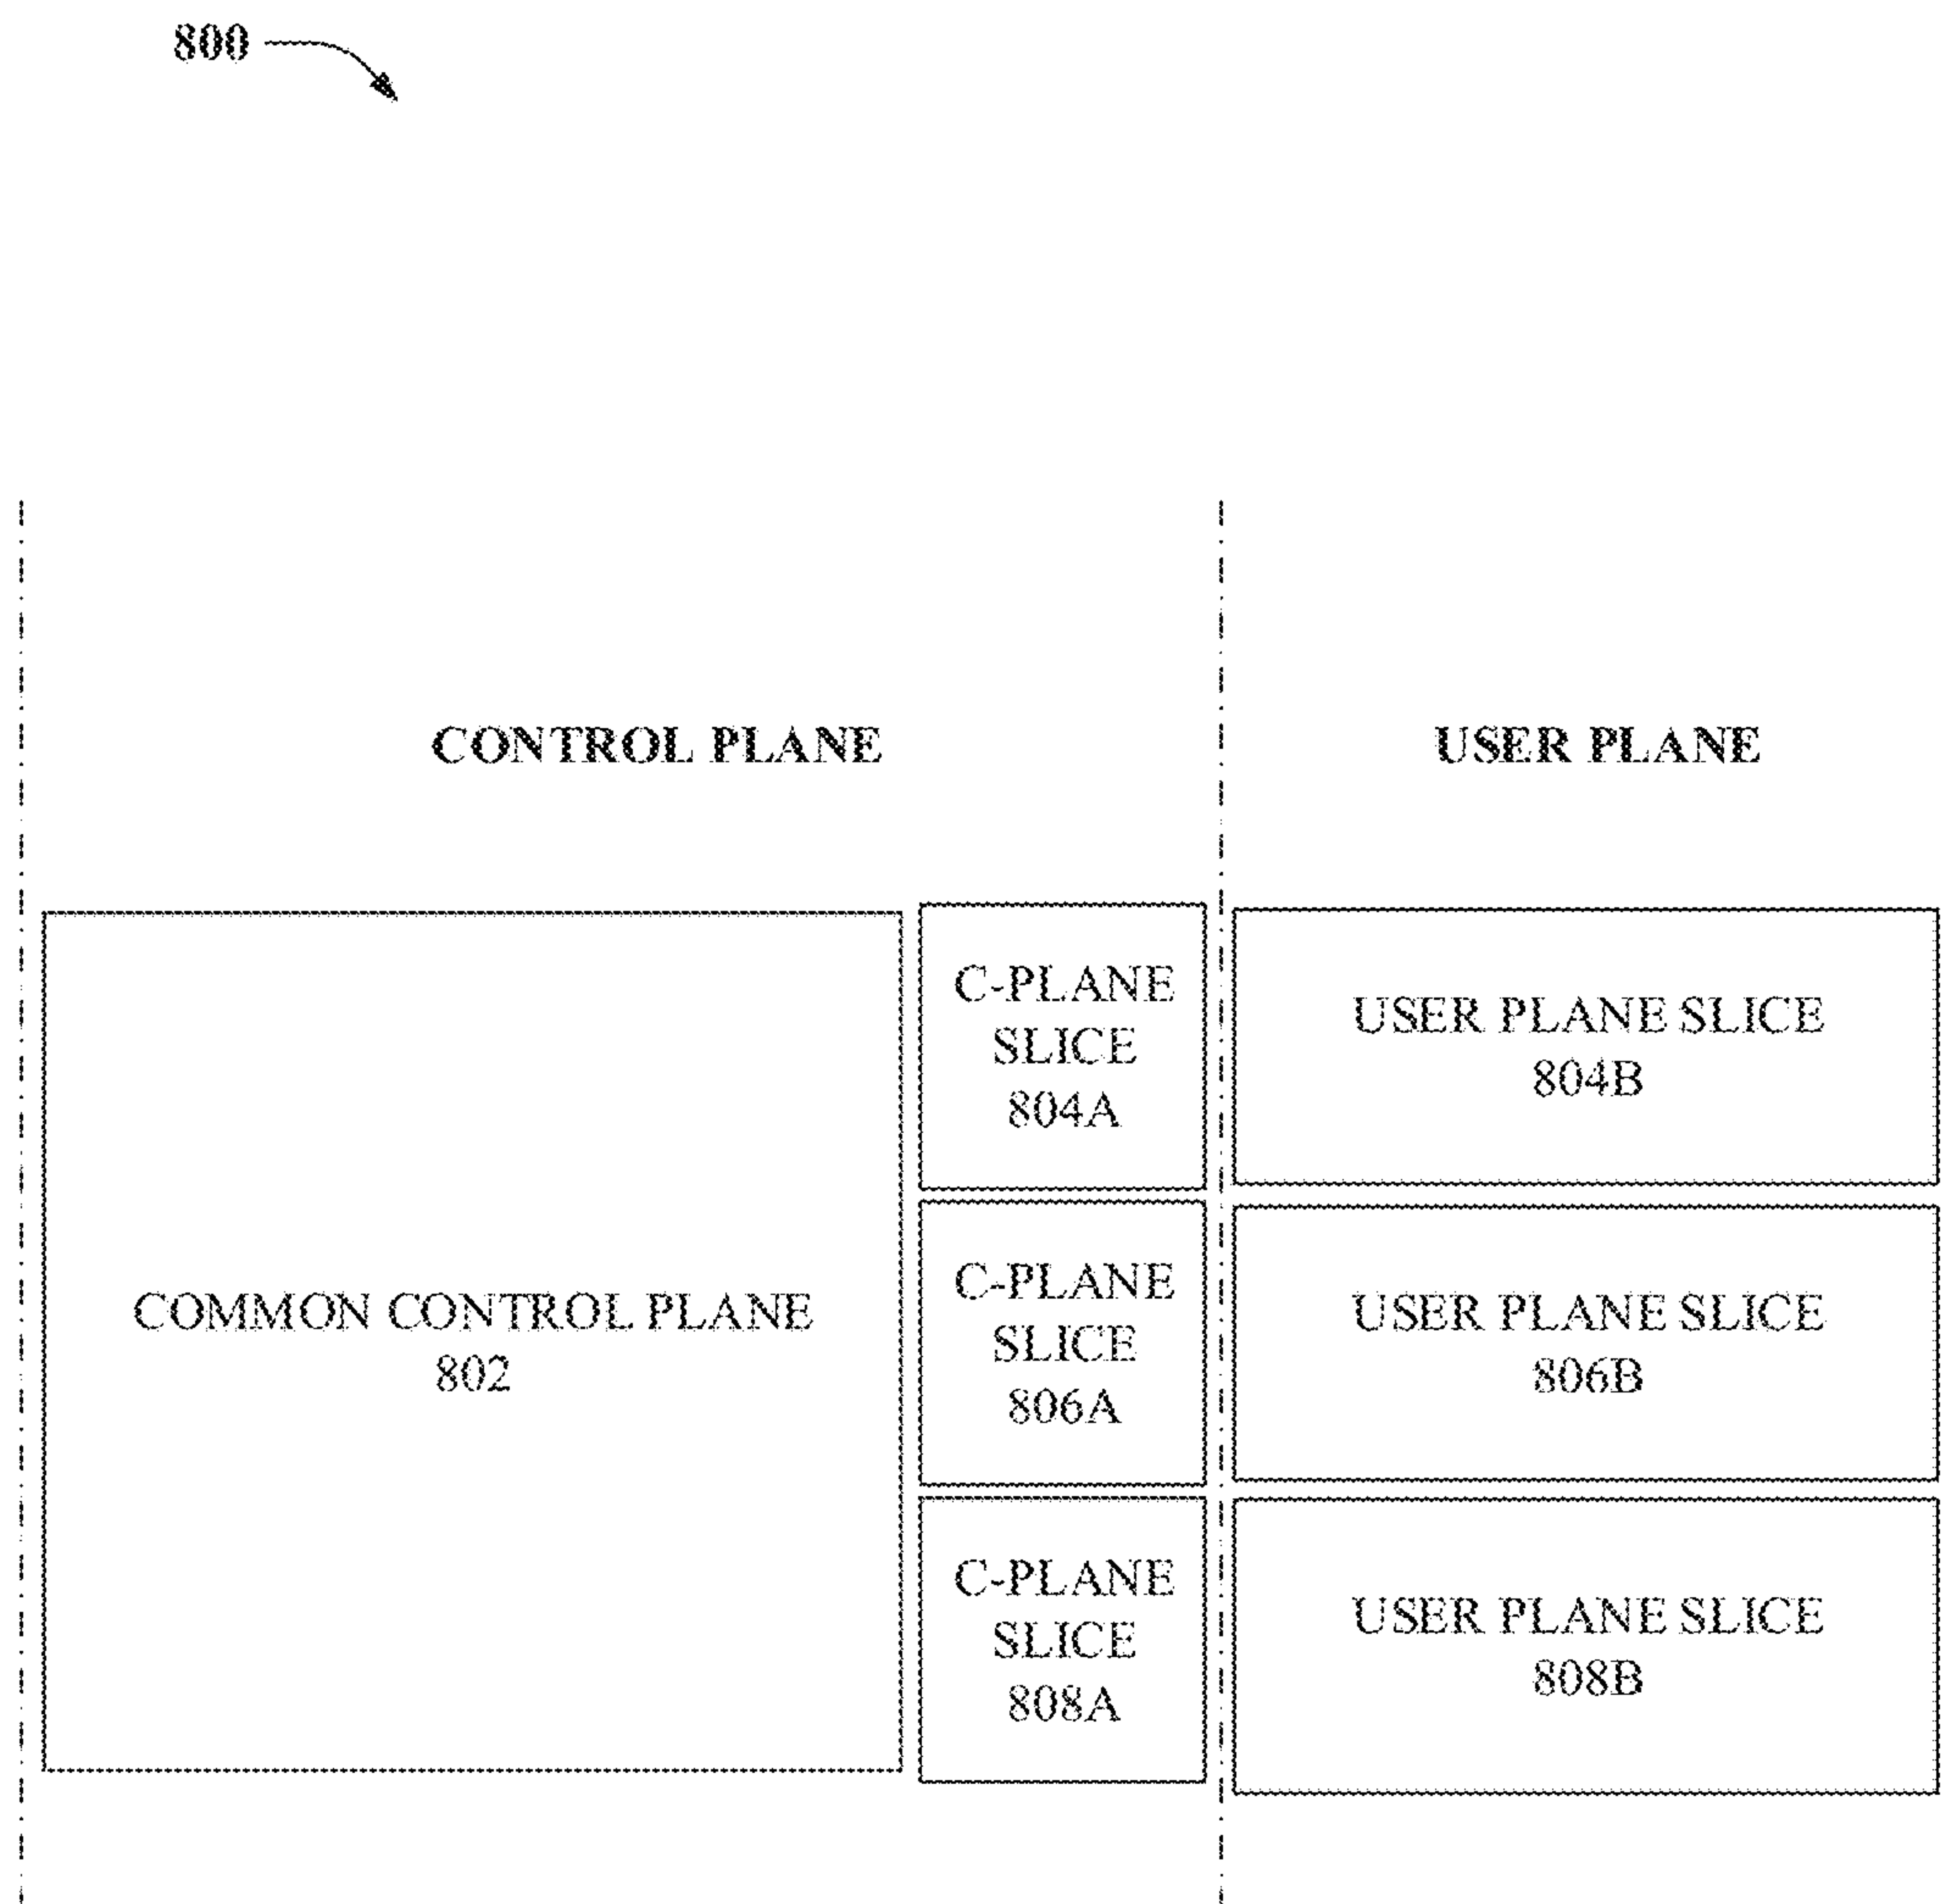 800
CONTROL PLANE
USER PLANE
COMMON CONTROL PLANE
802
C-PLANE
SLICE
804A
USER PLANE SLICE
804B
C-PLANE
SLICE
806A
USER PLANE SLICE
806B
C-PLANE
SLICE
808A
USER PLANE SLICE
808B